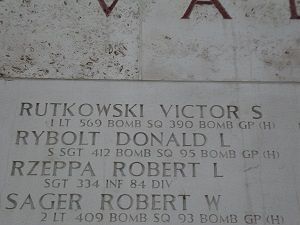 V A
RUTKOWSKI VICTOR S
1 LT 569 BOMB SQ 390 BOMB GP (H)
RYBOLT DONALD L
S SGT 412 BOMB SQ 95 BOMB GP (H)
RZEPPA ROBERT L
SGT 334 INF 84 DIV
SAGER ROBERT W
2 LT 409 BOMB SQ 93 BOMB GP (H)